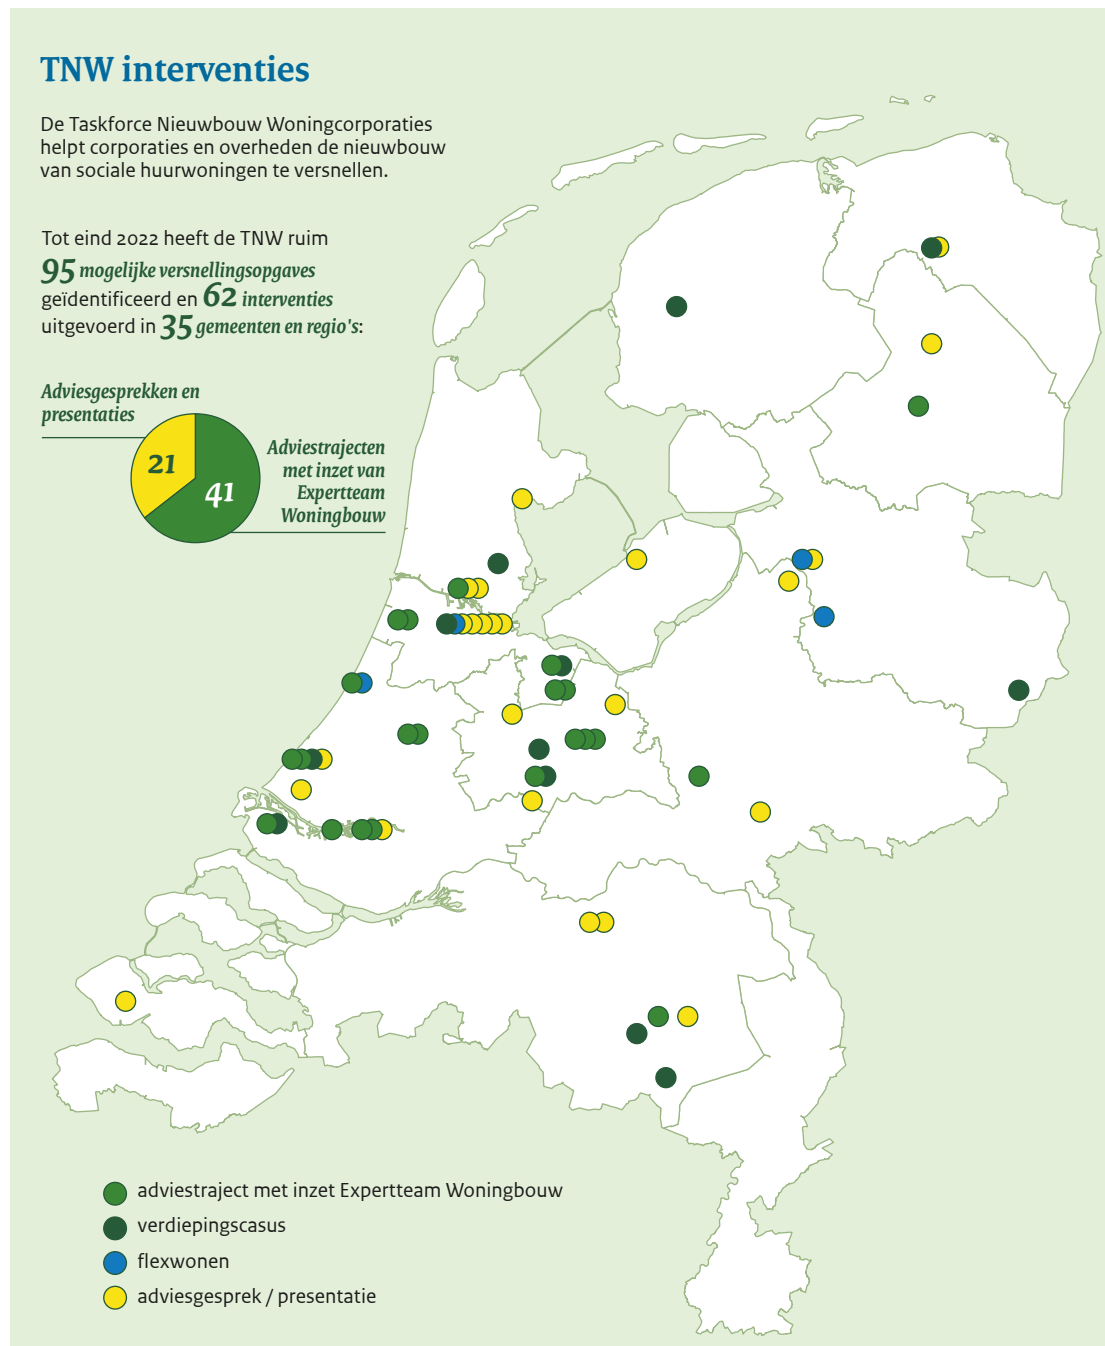 TNW interventies
De Taskforce Nieuwbouw Woningcorporaties
helpt corporaties en overheden de nieuwbouw
van sociale huurwoningen te versnellen.
Tot eind 2022 heeft de TNW ruim
95 mogelijke versnellingsopgaves
geïdentificeerd en 62 interventies
uitgevoerd in 35 gemeenten en regio's:
Adviesgesprekken en
presentaties
21
41
Adviestrajecten
met inzet van
Expertteam
Woningbouw
adviestraject met inzet Expertteam Woningbouw
verdiepingscasus
flexwonen
adviesgesprek / presentatie